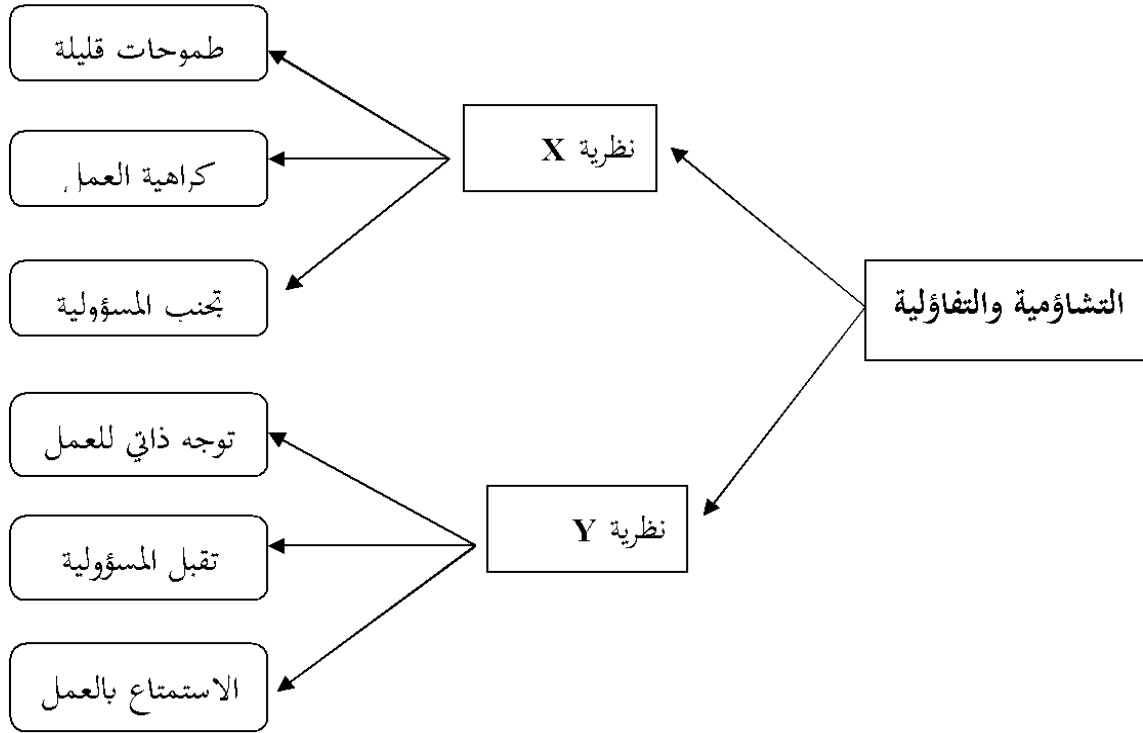 التشاؤمية والتفاؤلية
نظرية X
طموحات قليلة
كراهية العمل
تجنب المسؤولية
نظرية Y
توجه ذاتي للعمل
تقبل المسؤولية
الاستمتاع بالعمل